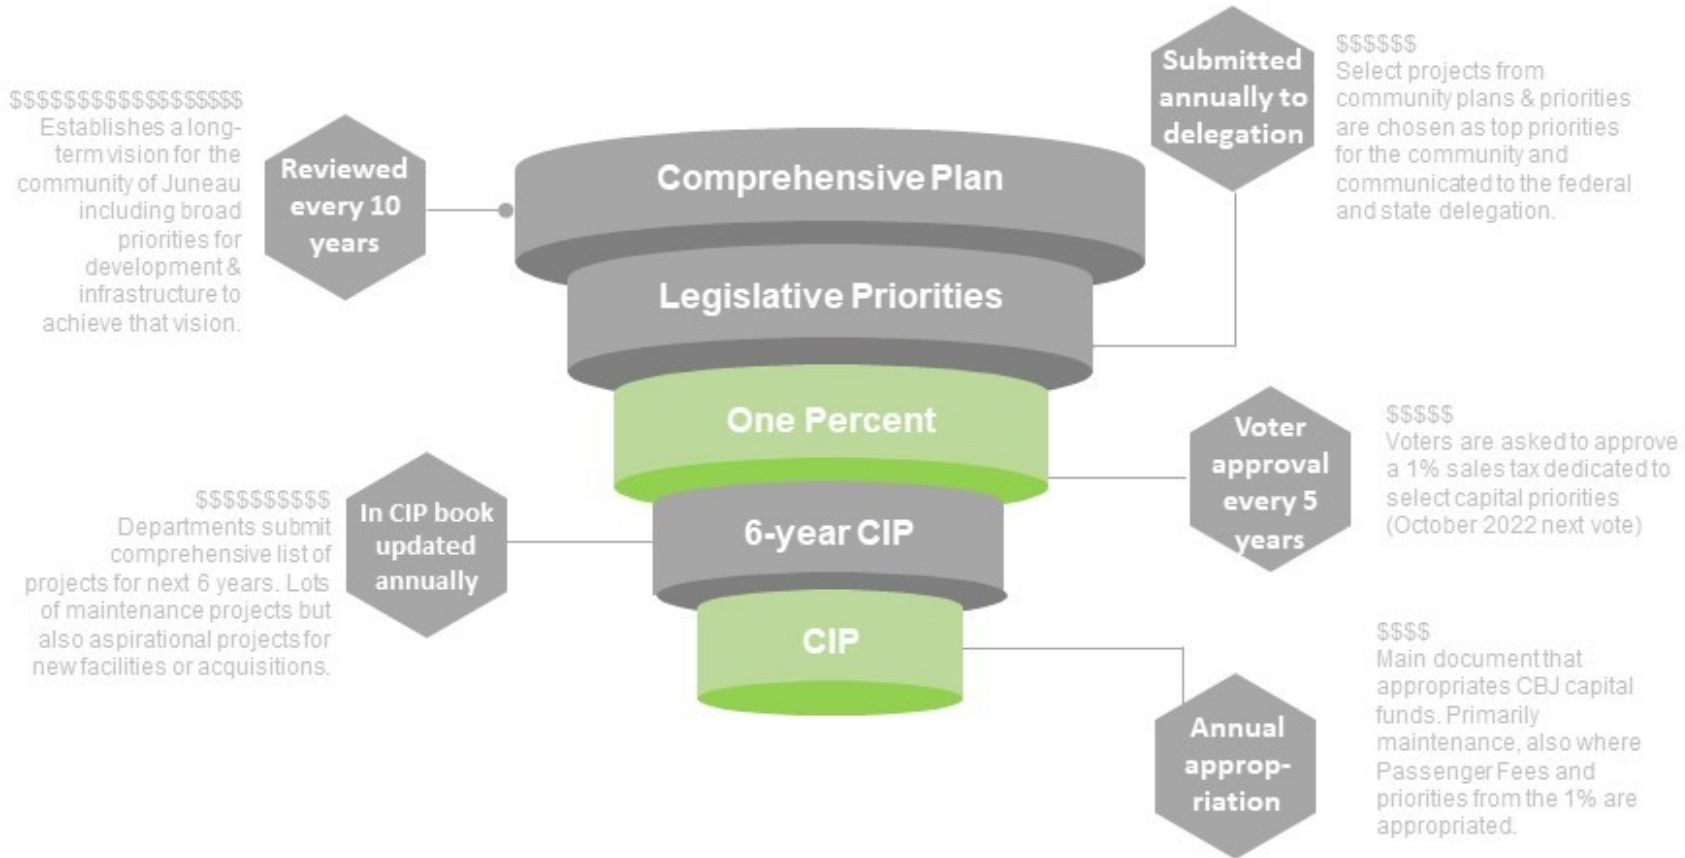 $$$$$$$$$$$$$$$$$$
Establishes a long-
term vision for the
community of Juneau
including broad
priorities for
development &
infrastructure to
achieve that vision.
Reviewed
every 10
years
Comprehensive Plan
Submitted
annually to
delegation
$$$$$$
Select projects from
community plans & priorities
are chosen as top priorities
for the community and
communicated to the federal
and state delegation.
Legislative Priorities
One Percent
Voter
approval
every 5
years
$$$$$
Voters are asked to approve
a 1% sales tax dedicated to
select capital priorities
(October 2022 next vote)
$$$$$$$$$$
Departments submit
comprehensive list of
projects for next 6 years. Lots
of maintenance projects but
also aspirational projects for
new facilities or acquisitions.
In CIP book
updated
annually
6-year CIP
CIP
Annual
approp-
riation
$$$$
Main document that
appropriates CBJ capital
funds. Primarily
maintenance, also where
Passenger Fees and
priorities from the 1% are
appropriated.